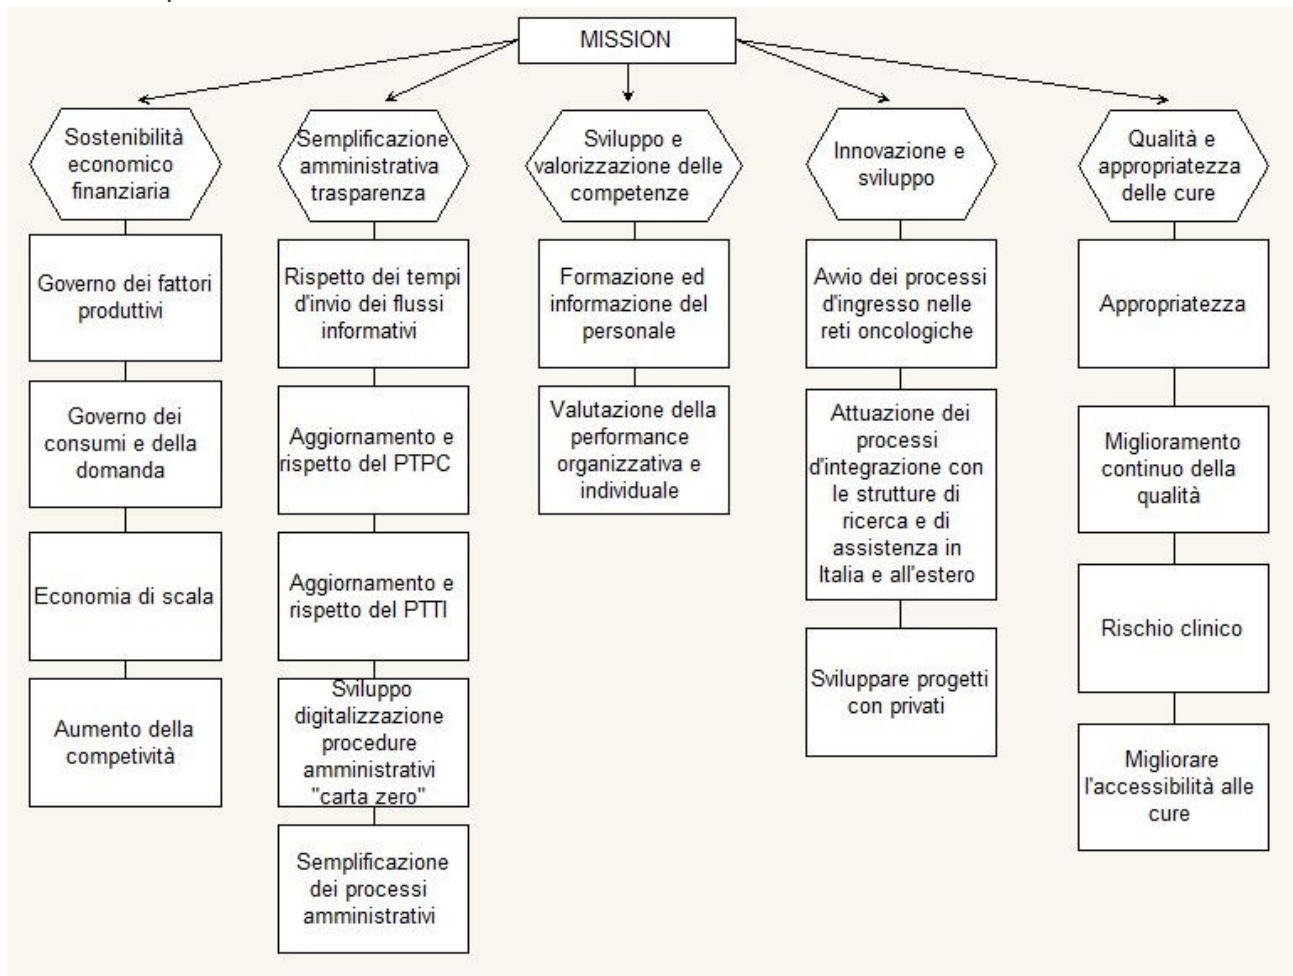 MISSION
Sostenibilità
economico
finanziaria
Governo dei fattori
produttivi
Governo dei
consumi e della
domanda
Economia di scala
Aumento della
competività
Semplificazione
amministrativa
trasparenza
Rispetto dei tempi
d'invio dei flussi
informativi
Aggiornamento e
rispetto del PTPC
Aggiornamento e
rispetto del PTTI
Sviluppo
digitalizzazione
procedure
amministrativi
"carta zero"
Semplificazione
dei processi
amministrativi
Sviluppo e
valorizzazione delle
competenze
Formazione ed
informazione del
personale
Valutazione della
performance
organizzativa e
individuale
Innovazione e
sviluppo
Avvio dei processi
d'ingresso nelle
reti oncologiche
Attuazione dei
processi
d'integrazione con
le strutture di
ricerca e di
assistenza in
Italia e all'estero
Sviluppare progetti
con privati
Qualità e
appropriatezza
delle cure
Appropriatezza
Miglioramento
continuo della
qualità
Rischio clinico
Migliorare
l'accessibilità alle
cure